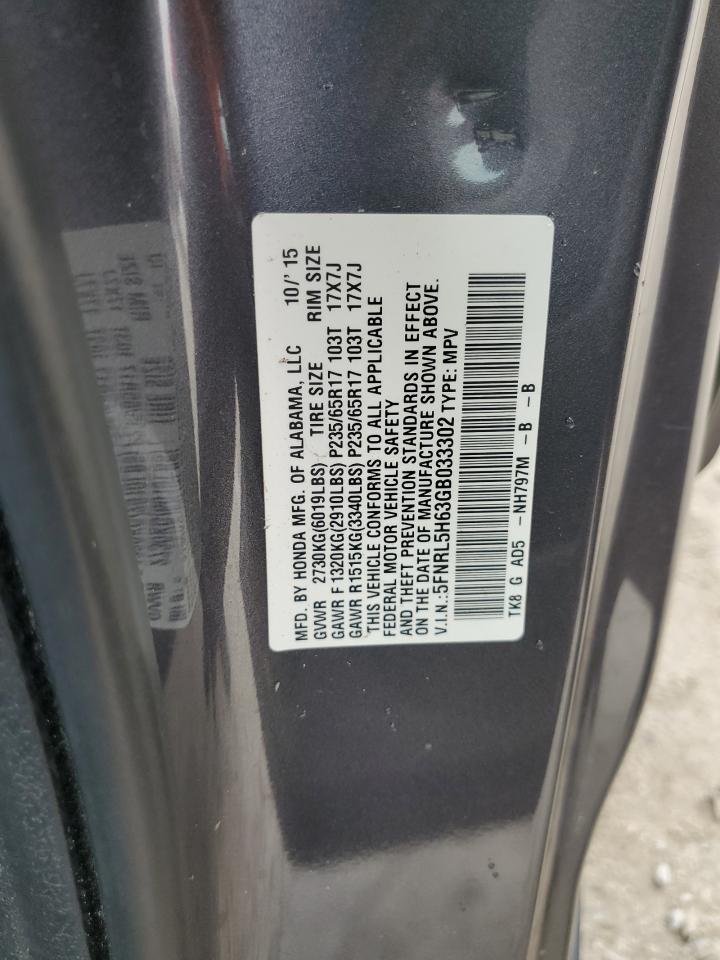 MFD. BY HONDA MFG. OF ALABAMA, LLC 10/' 15
GVWR 2730KG(6019LBS) TIRE SIZE RIM SIZE
GAWR F 1320KG(2910LBS) P235/65R17 103T 17X7J
GAWR R1515KG(3340LBS) P235/65R17 103T 17X7J
THIS VEHICLE CONFORMS TO ALL APPLICABLE
FEDERAL MOTOR VEHICLE SAFETY
AND THEFT PREVENTION STANDARDS IN EFFECT
ON THE DATE OF MANUFACTURE SHOWN ABOVE.
V.I.N.:5FNRL5H63GB033302 TYPE: MPV
TK8 G AD5 -NH797M -B -B